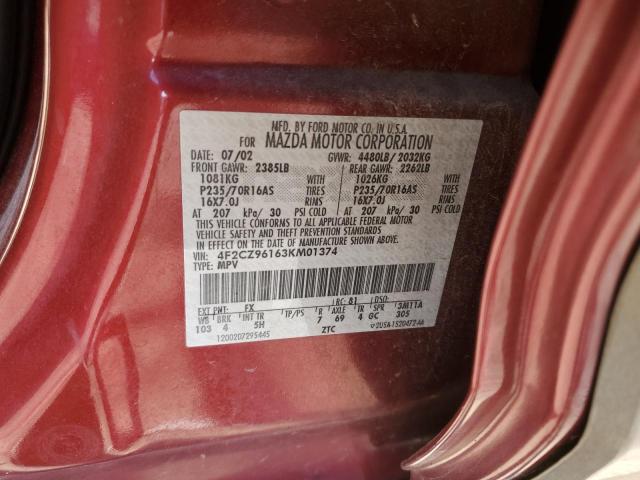 MFD. BY FORD MOTOR CO. IN U.S.A.
FOR MAZDA MOTOR CORPORATION
DATE: 07/02 GVWR: 4480LB/ 2032KG
FRONT GAWR: 2385LB REAR GAWR: 2262LB
1081KG WITH 1026KG WITH
P235/70R16AS TIRES P235/70R16AS TIRES
16X7.0J RIMS 16X7.0J RIMS
AT 207 kPa/ 30 PSI COLD AT 207 kPa/ 30 PSI COLD
THIS VEHICLE CONFORMS TO ALL APPLICABLE FEDERAL MOTOR
VEHICLE SAFETY AND THEFT PREVENTION STANDARDS IN
EFFECT ON THE DATE OF MANUFACTURE SHOWN ABOVE.
VIN: 4F2CZ96163KM01374
TYPE: MPV
EXT PNT: FX RC: 81 DSO:
WB BRK INT TR TP/PS R AXLE TR SPR 3M11A
103 4 5H 7 69 4 GC 305
1200207295445 ZTC